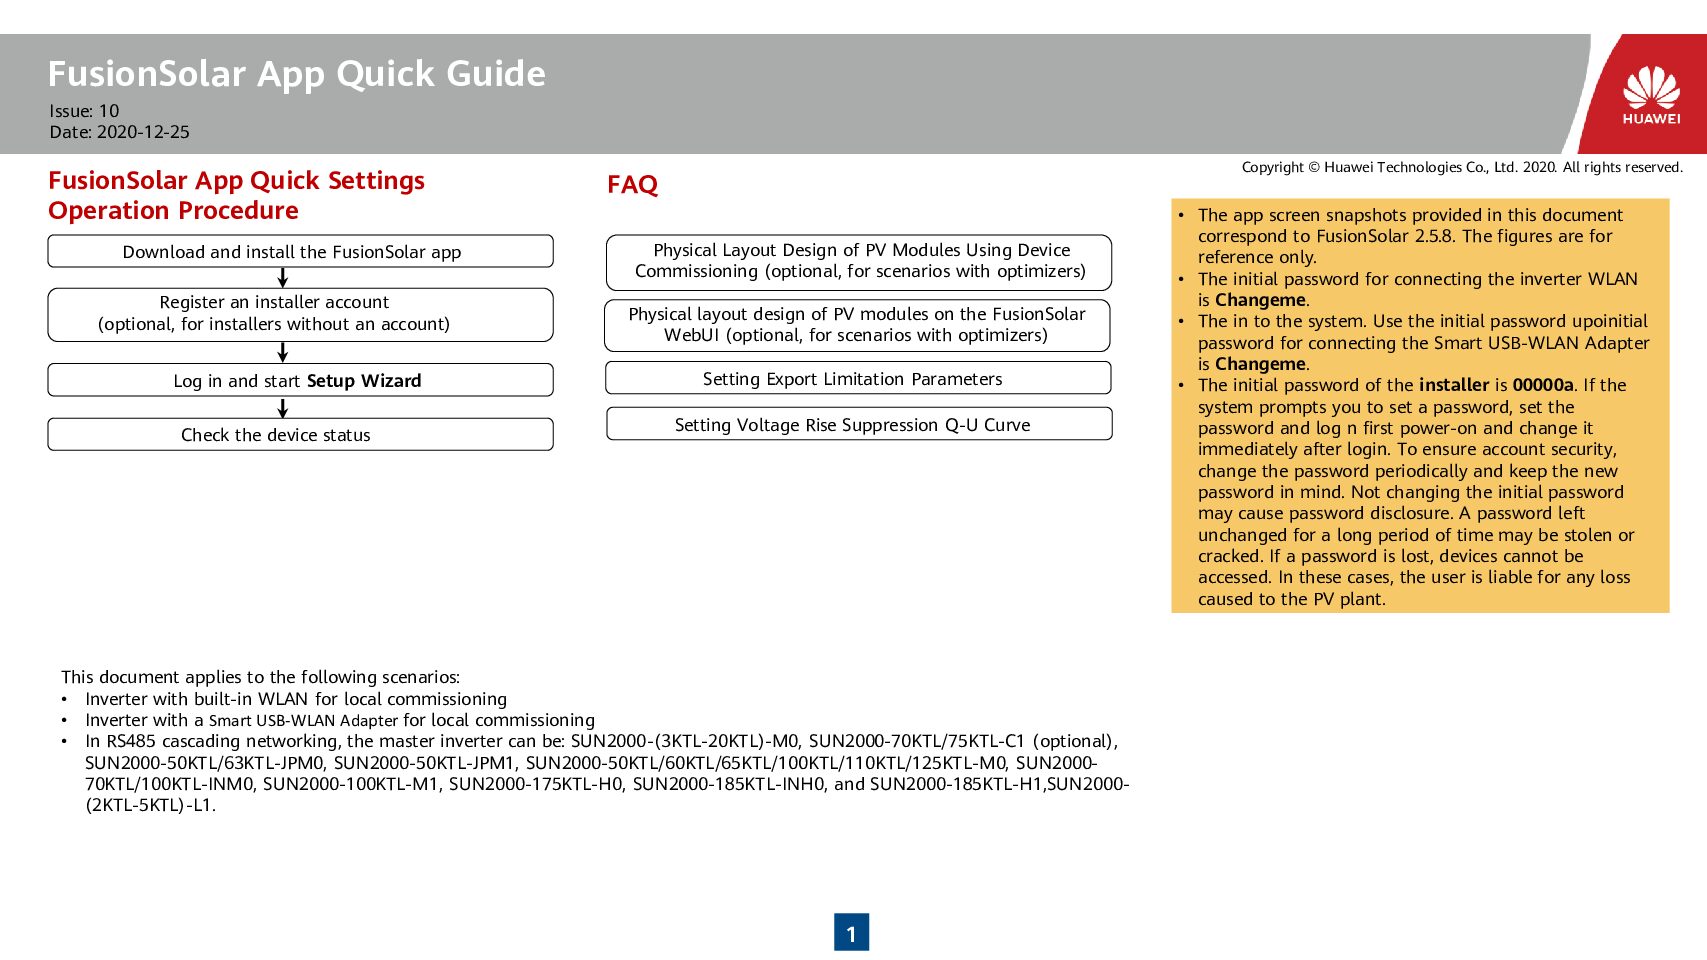 FusionSolar App Quick Guide
Issue: 10
Date: 2020-12-25
HUAWEI
Copyright © Huawei Technologies Co., Ltd. 2020. All rights reserved.
FusionSolar App Quick Settings
Operation Procedure
Download and install the FusionSolar app
Register an installer account
(optional, for installers without an account)
Log in and start Setup Wizard
Check the device status
FAQ
Physical Layout Design of PV Modules Using Device
Commissioning (optional, for scenarios with optimizers)
Physical layout design of PV modules on the FusionSolar
WebUI (optional, for scenarios with optimizers)
Setting Export Limitation Parameters
Setting Voltage Rise Suppression Q-U Curve
• The app screen snapshots provided in this document
correspond to FusionSolar 2.5.8. The figures are for
reference only.
• The initial password for connecting the inverter WLAN
is Changeme.
• The in to the system. Use the initial password upoinitial
password for connecting the Smart USB-WLAN Adapter
is Changeme.
• The initial password of the installer is 00000a. If the
system prompts you to set a password, set the
password and log n first power-on and change it
immediately after login. To ensure account security,
change the password periodically and keep the new
password in mind. Not changing the initial password
may cause password disclosure. A password left
unchanged for a long period of time may be stolen or
cracked. If a password is lost, devices cannot be
accessed. In these cases, the user is liable for any loss
caused to the PV plant.
This document applies to the following scenarios:
• Inverter with built-in WLAN for local commissioning
• Inverter with a Smart USB-WLAN Adapter for local commissioning
• In RS485 cascading networking, the master inverter can be: SUN2000-(3KTL-20KTL)-M0, SUN2000-70KTL/75KTL-C1 (optional),
SUN2000-50KTL/63KTL-JPM0, SUN2000-50KTL-JPM1, SUN2000-50KTL/60KTL/65KTL/100KTL/110KTL/125KTL-M0, SUN2000-
70KTL/100KTL-INM0, SUN2000-100KTL-M1, SUN2000-175KTL-H0, SUN2000-185KTL-INH0, and SUN2000-185KTL-H1,SUN2000-
(2KTL-5KTL)-L1.
1